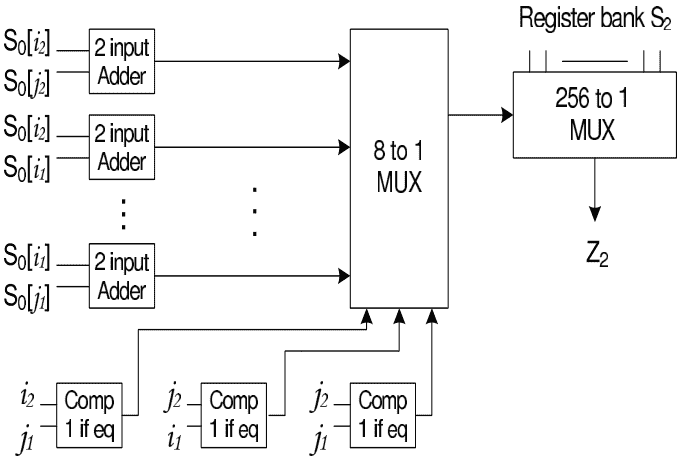 Register bank S2
S0[i2]
S0[j2]
2 input
Adder
S0[i2]
S0[i1]
2 input
Adder
S0[i1]
S0[j1]
2 input
Adder
8 to 1
MUX
256 to 1
MUX
Z2
i2
j1
Comp
1 if eq
j2
i1
Comp
1 if eq
j2
j1
Comp
1 if eq